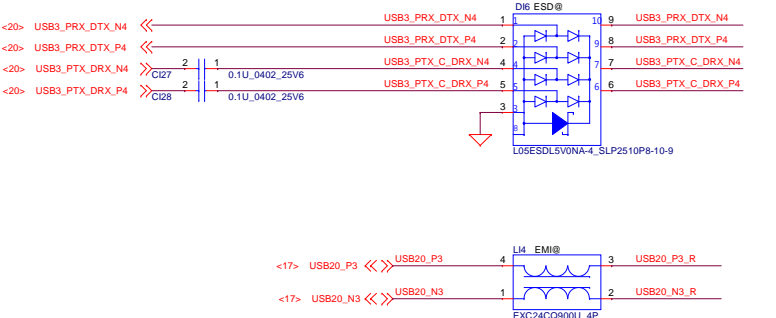 DI6 ESD@
<20> USB3_PRX_DTX_N4 USB3_PRX_DTX_N4 1 1 10 9 USB3_PRX_DTX_N4
<20> USB3_PRX_DTX_P4 USB3_PRX_DTX_P4 2 2 9 8 USB3_PRX_DTX_P4
<20> USB3_PTX_DRX_N4 2 1 USB3_PTX_C_DRX_N4 4 4 7 7 USB3_PTX_C_DRX_N4
CI27 0.1U_0402_25V6
<20> USB3_PTX_DRX_P4 2 1 USB3_PTX_C_DRX_P4 5 5 6 6 USB3_PTX_C_DRX_P4
CI28 0.1U_0402_25V6
3 3
8
L05ESDL5V0NA-4_SLP2510P8-10-9
LI4 EMI@
<17> USB20_P3 USB20_P3 4 3 USB20_P3_R
<17> USB20_N3 USB20_N3 1 2 USB20_N3_R
EXC24CQ900U_4P